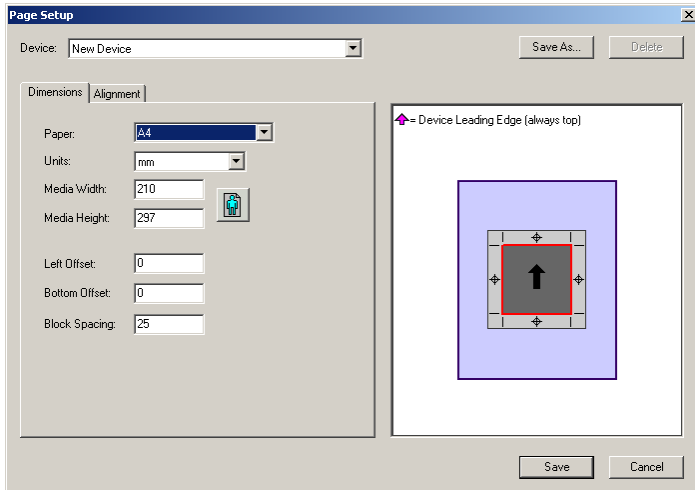 Page Setup
Device: New Device Save As... Delete
Dimensions Alignment
= Device Leading Edge (always top)
Paper: A4
Units: mm
Media Width: 210
Media Height: 297
Left Offset: 0
Bottom Offset: 0
Block Spacing: 25
Save Cancel